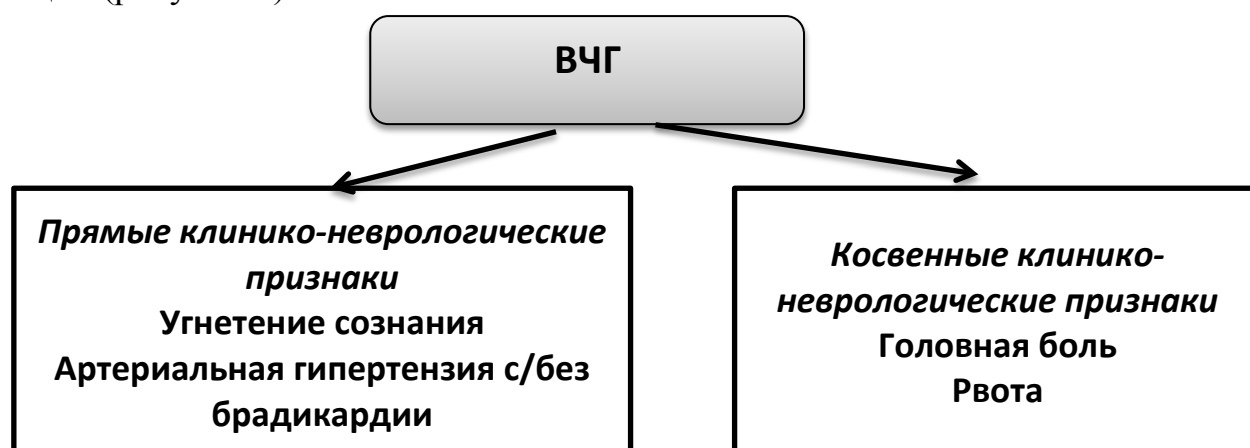 ВЧГ
Прямые клинико-неврологические
признаки
Угнетение сознания
Артериальная гипертензия с/без
брадикардии
Косвенные клинико-
неврологические признаки
Головная боль
Рвота